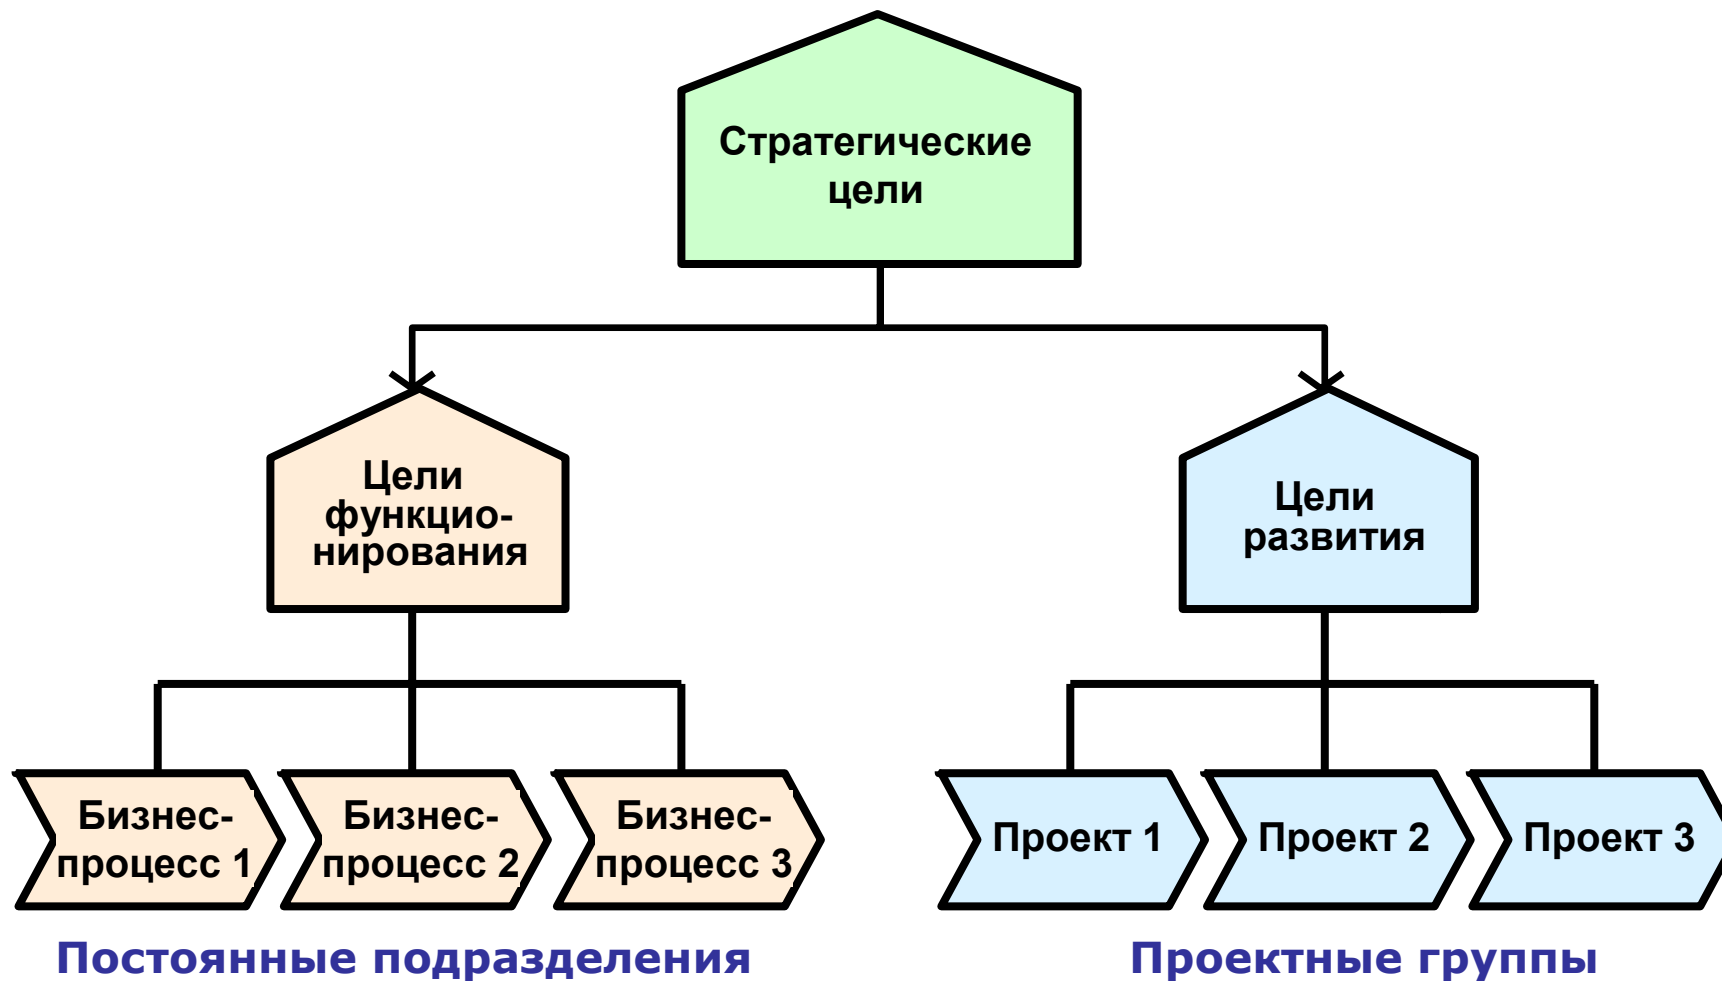 Стратегические
цели
Цели
функцио-
нирования
Цели
развития
Бизнес-
процесс 1
Бизнес-
процесс 2
Бизнес-
процесс 3
Проект 1
Проект 2
Проект 3
Постоянные подразделения
Проектные группы